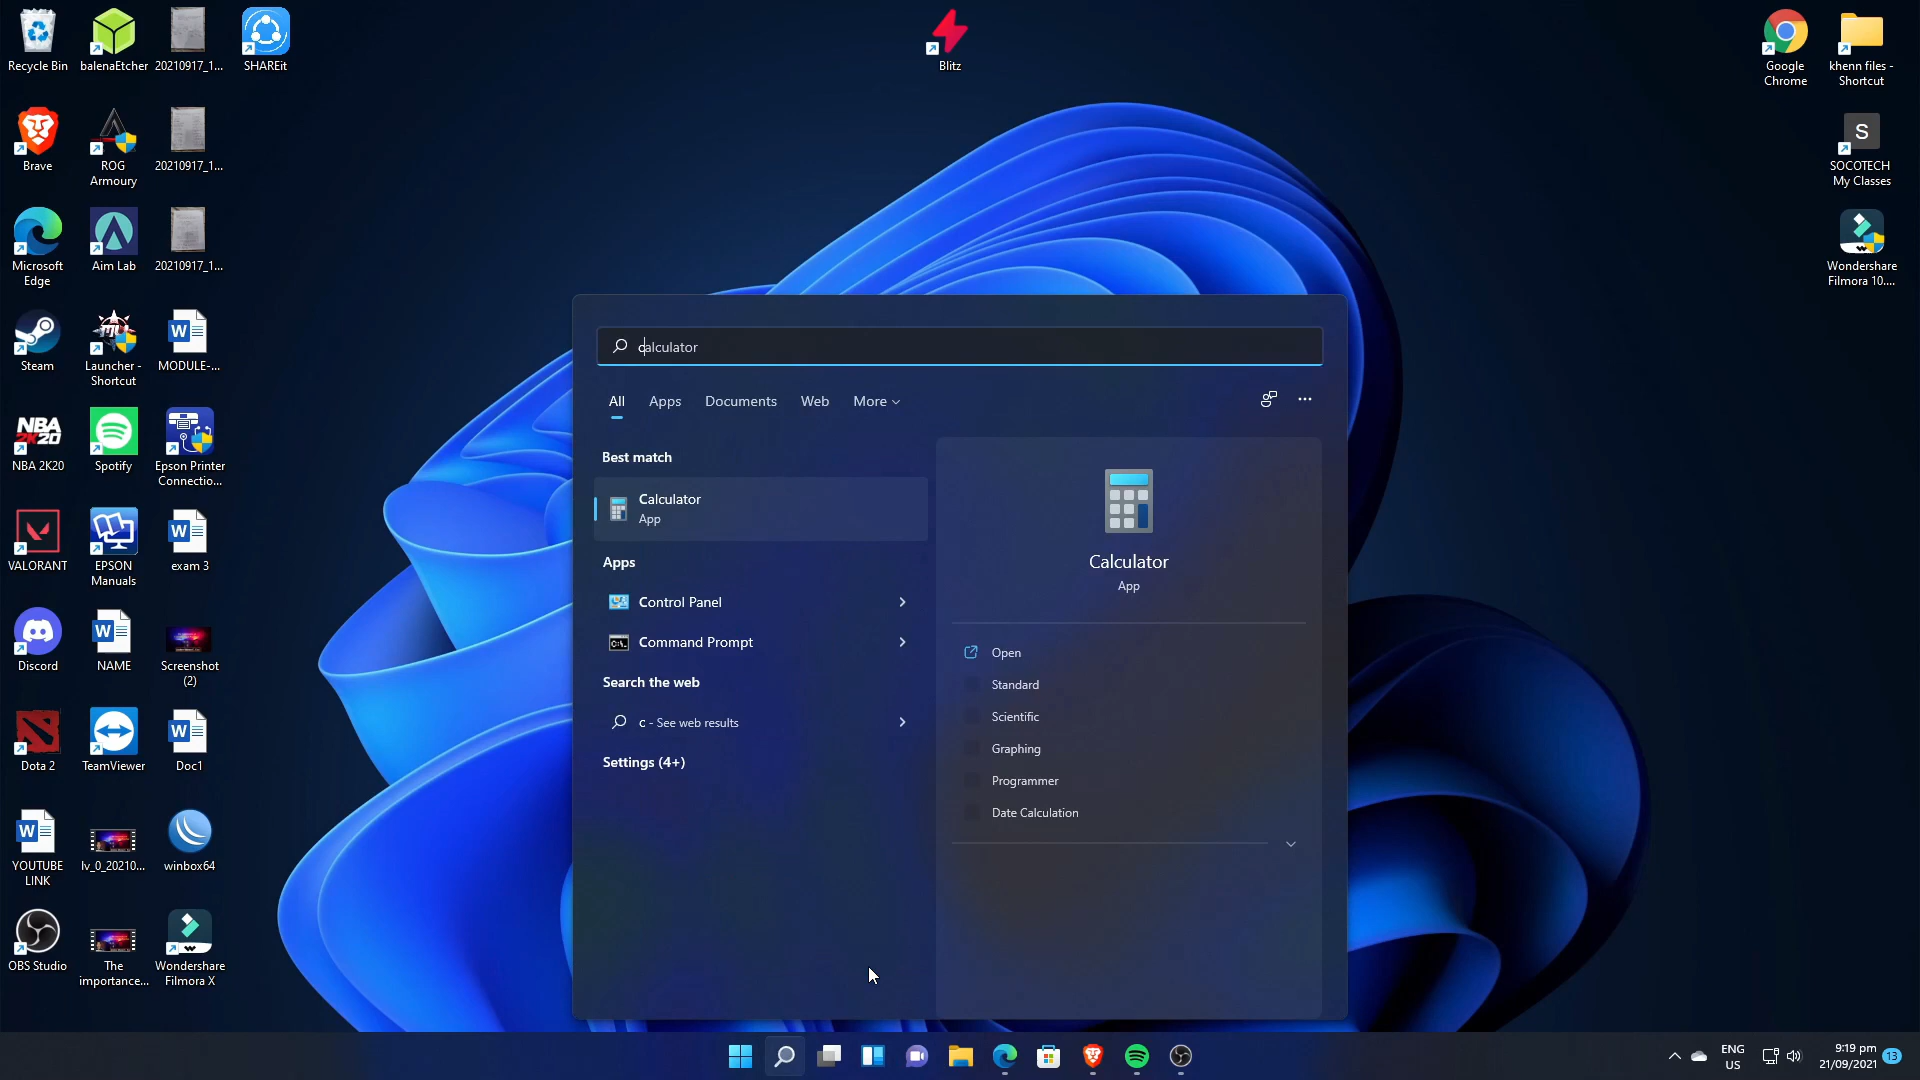 Recycle Bin
balenaEtcher
20210917_1...
SHAREit
Blitz
Google
Chrome
khenn files -
Shortcut
Brave
ROG
Armoury
20210917_1...
S
SOCOTECH
My Classes
Microsoft
Edge
Aim Lab
20210917_1...
Wondershare
Filmora 10....
Steam
Launcher -
Shortcut
W
MODULE-...
NBA
2K20
NBA 2K20
Spotify
Epson Printer
Connectio...
VALORANT
EPSON
Manuals
W
exam 3
Discord
W
NAME
Screenshot
(2)
Dota 2
TeamViewer
W
Doc1
W
YOUTUBE
LINK
lv_0_20210...
winbox64
OBS Studio
The
importance...
Wondershare
Filmora X
calculator
All
Apps
Documents
Web
More
Best match
Calculator
App
Apps
Control Panel
Command Prompt
Search the web
c - See web results
Settings (4+)
Calculator
App
Open
Standard
Scientific
Graphing
Programmer
Date Calculation
ENG
US
9:19 pm
21/09/2021
13